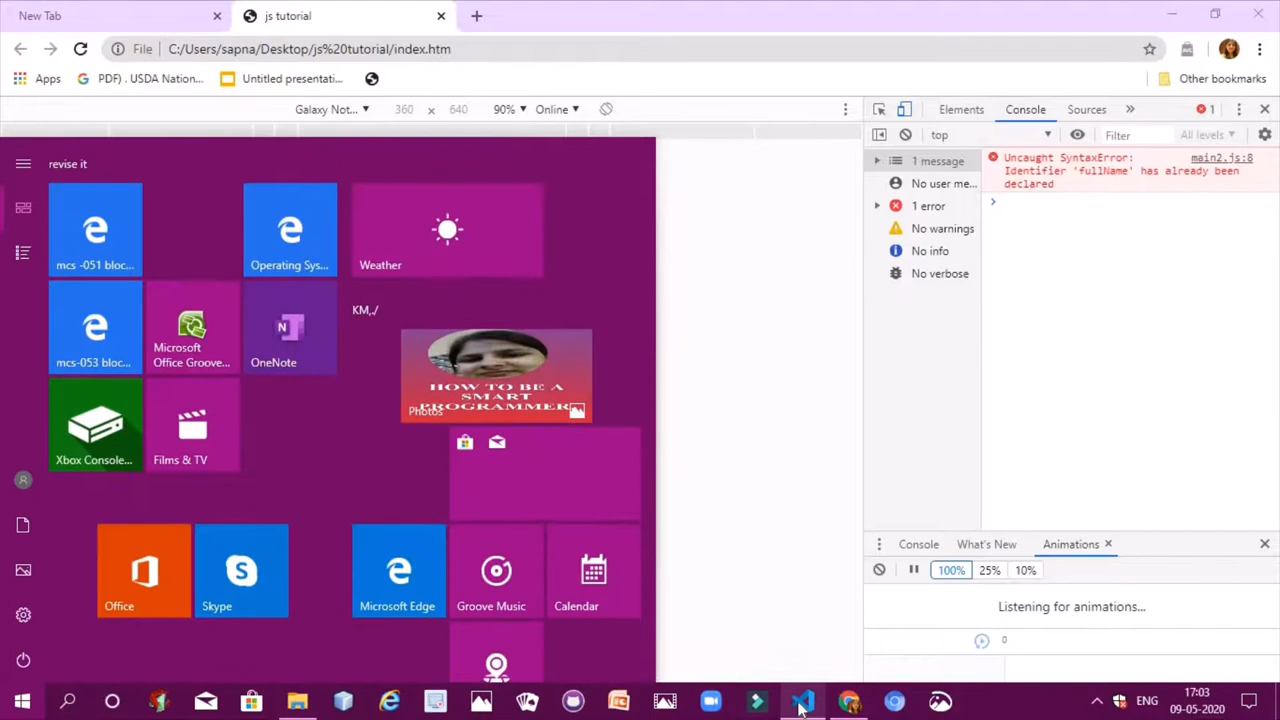 New Tab
js tutorial
File
C:/Users/sapna/Desktop/js%20tutorial/index.htm
Apps
PDF) . USDA Nation...
Untitled presentati...
Other bookmarks
Galaxy Not...
360 × 640
90%
Online
Elements
Console
Sources
1
top
Filter
All levels
1 message
No user me...
1 error
No warnings
No info
No verbose
Uncaught SyntaxError: main2.js:8
Identifier 'fullName' has already been
declared
revise it
mcs -051 bloc...
Operating Sys...
Weather
mcs-053 bloc...
Microsoft
Office Groove...
OneNote
KM,./
HOW TO BE A
SMART
PROGRAMMER
Photos
Xbox Console...
Films & TV
Office
Skype
Microsoft Edge
Groove Music
Calendar
Console
What's New
Animations
100%
25%
10%
Listening for animations...
0
ENG
17:03
09-05-2020